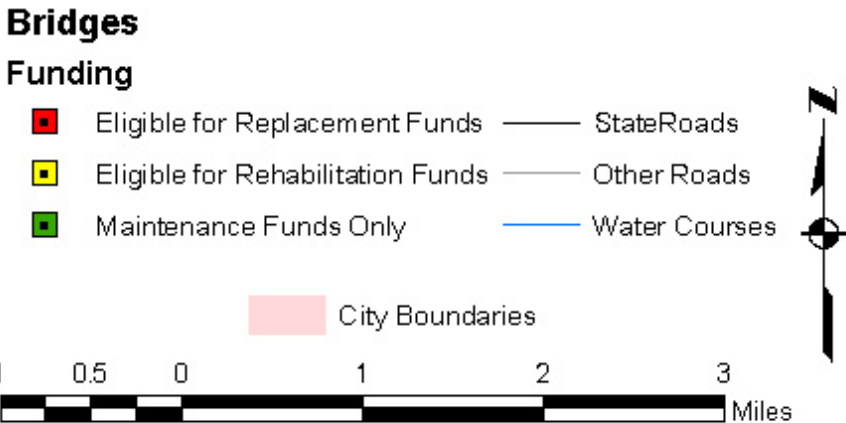 Bridges
Funding
Eligible for Replacement Funds StateRoads
Eligible for Rehabilitation Funds Other Roads
Maintenance Funds Only Water Courses
N
City Boundaries
0.5 0 1 2 3
Miles